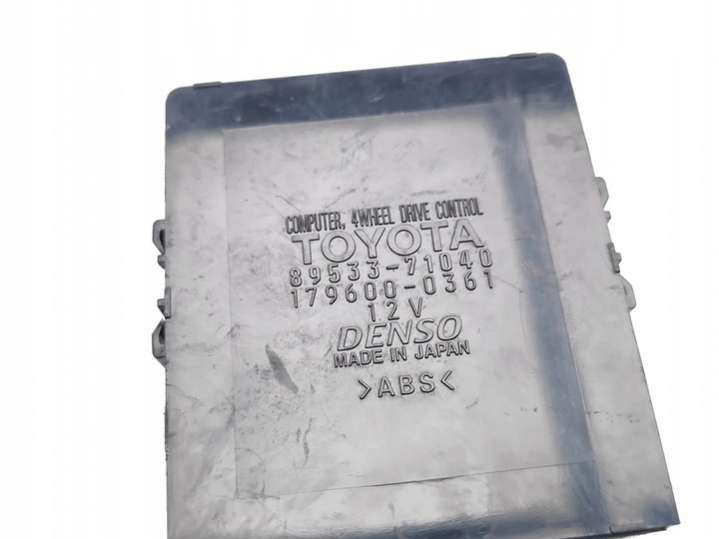 COMPUTER, 4WHEEL DRIVE CONTROL
TOYOTA
89533-71040
179600-0361
12V
DENSO
MADE IN JAPAN
>ABS<